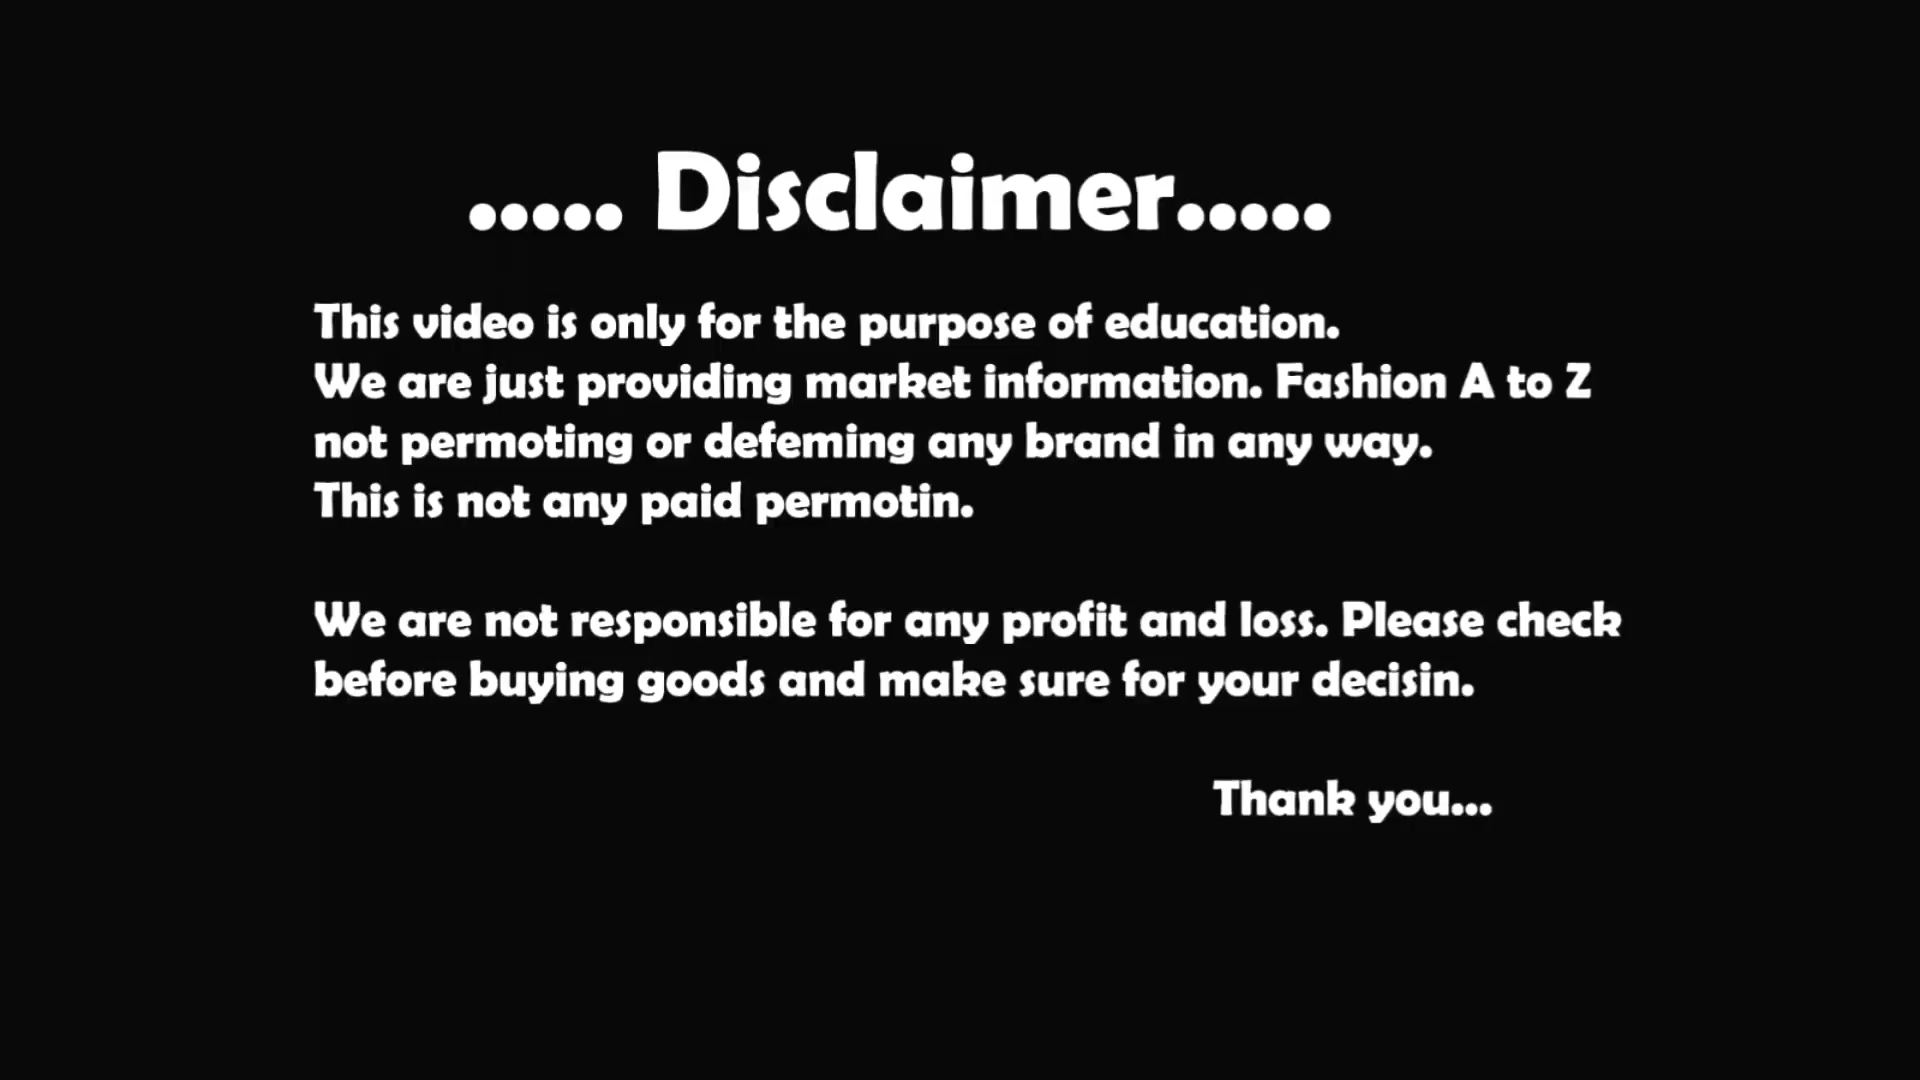 ..... Disclaimer.....
This video is only for the purpose of education.
We are just providing market information. Fashion A to Z
not permoting or defeming any brand in any way.
This is not any paid permotin.
We are not responsible for any profit and loss. Please check
before buying goods and make sure for your decisin.
Thank you...